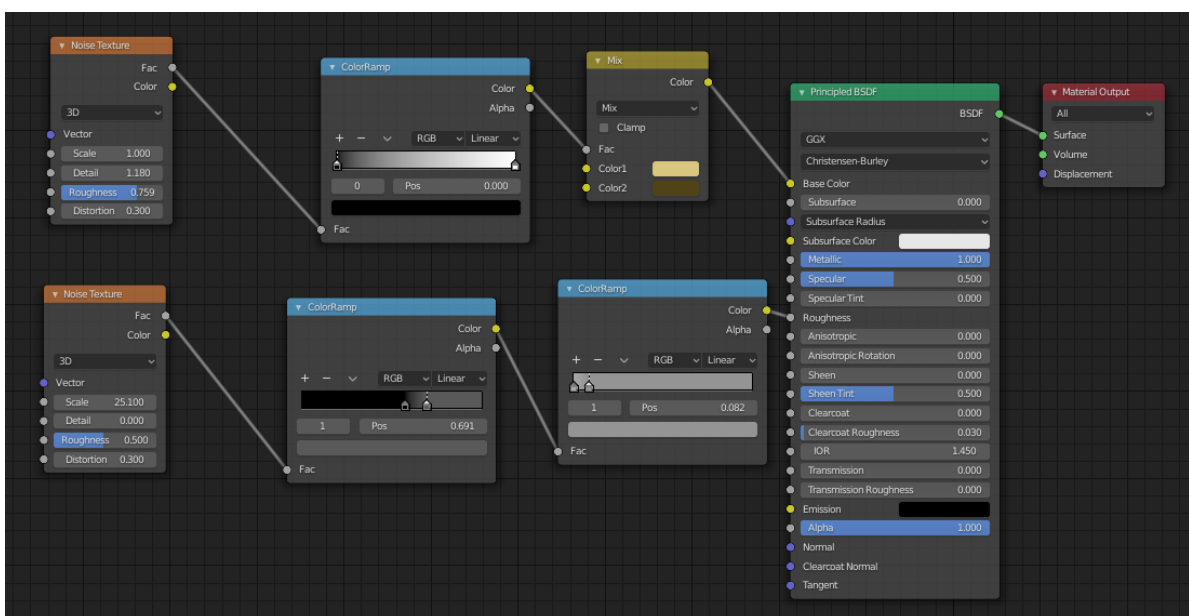 Noise Texture
Fac
Color
3D
Vector
Scale 1.000
Detail 1.180
Roughness 0.759
Distortion 0.300
ColorRamp
Color
Alpha
+ − RGB Linear
0 Pos 0.000
Fac
Mix
Color
Mix
Clamp
Fac
Color1
Color2
Principled BSDF
BSDF
GGX
Christensen-Burley
Base Color
Subsurface 0.000
Subsurface Radius
Subsurface Color
Metallic 1.000
Specular 0.500
Specular Tint 0.000
Roughness
Anisotropic 0.000
Anisotropic Rotation 0.000
Sheen 0.000
Sheen Tint 0.500
Clearcoat 0.000
Clearcoat Roughness 0.030
IOR 1.450
Transmission 0.000
Transmission Roughness 0.000
Emission
Alpha 1.000
Normal
Clearcoat Normal
Tangent
Material Output
All
Surface
Volume
Displacement
Noise Texture
Fac
Color
3D
Vector
Scale 25.100
Detail 0.000
Roughness 0.500
Distortion 0.300
ColorRamp
Color
Alpha
+ − RGB Linear
1 Pos 0.691
Fac
ColorRamp
Color
Alpha
+ − RGB Linear
1 Pos 0.082
Fac